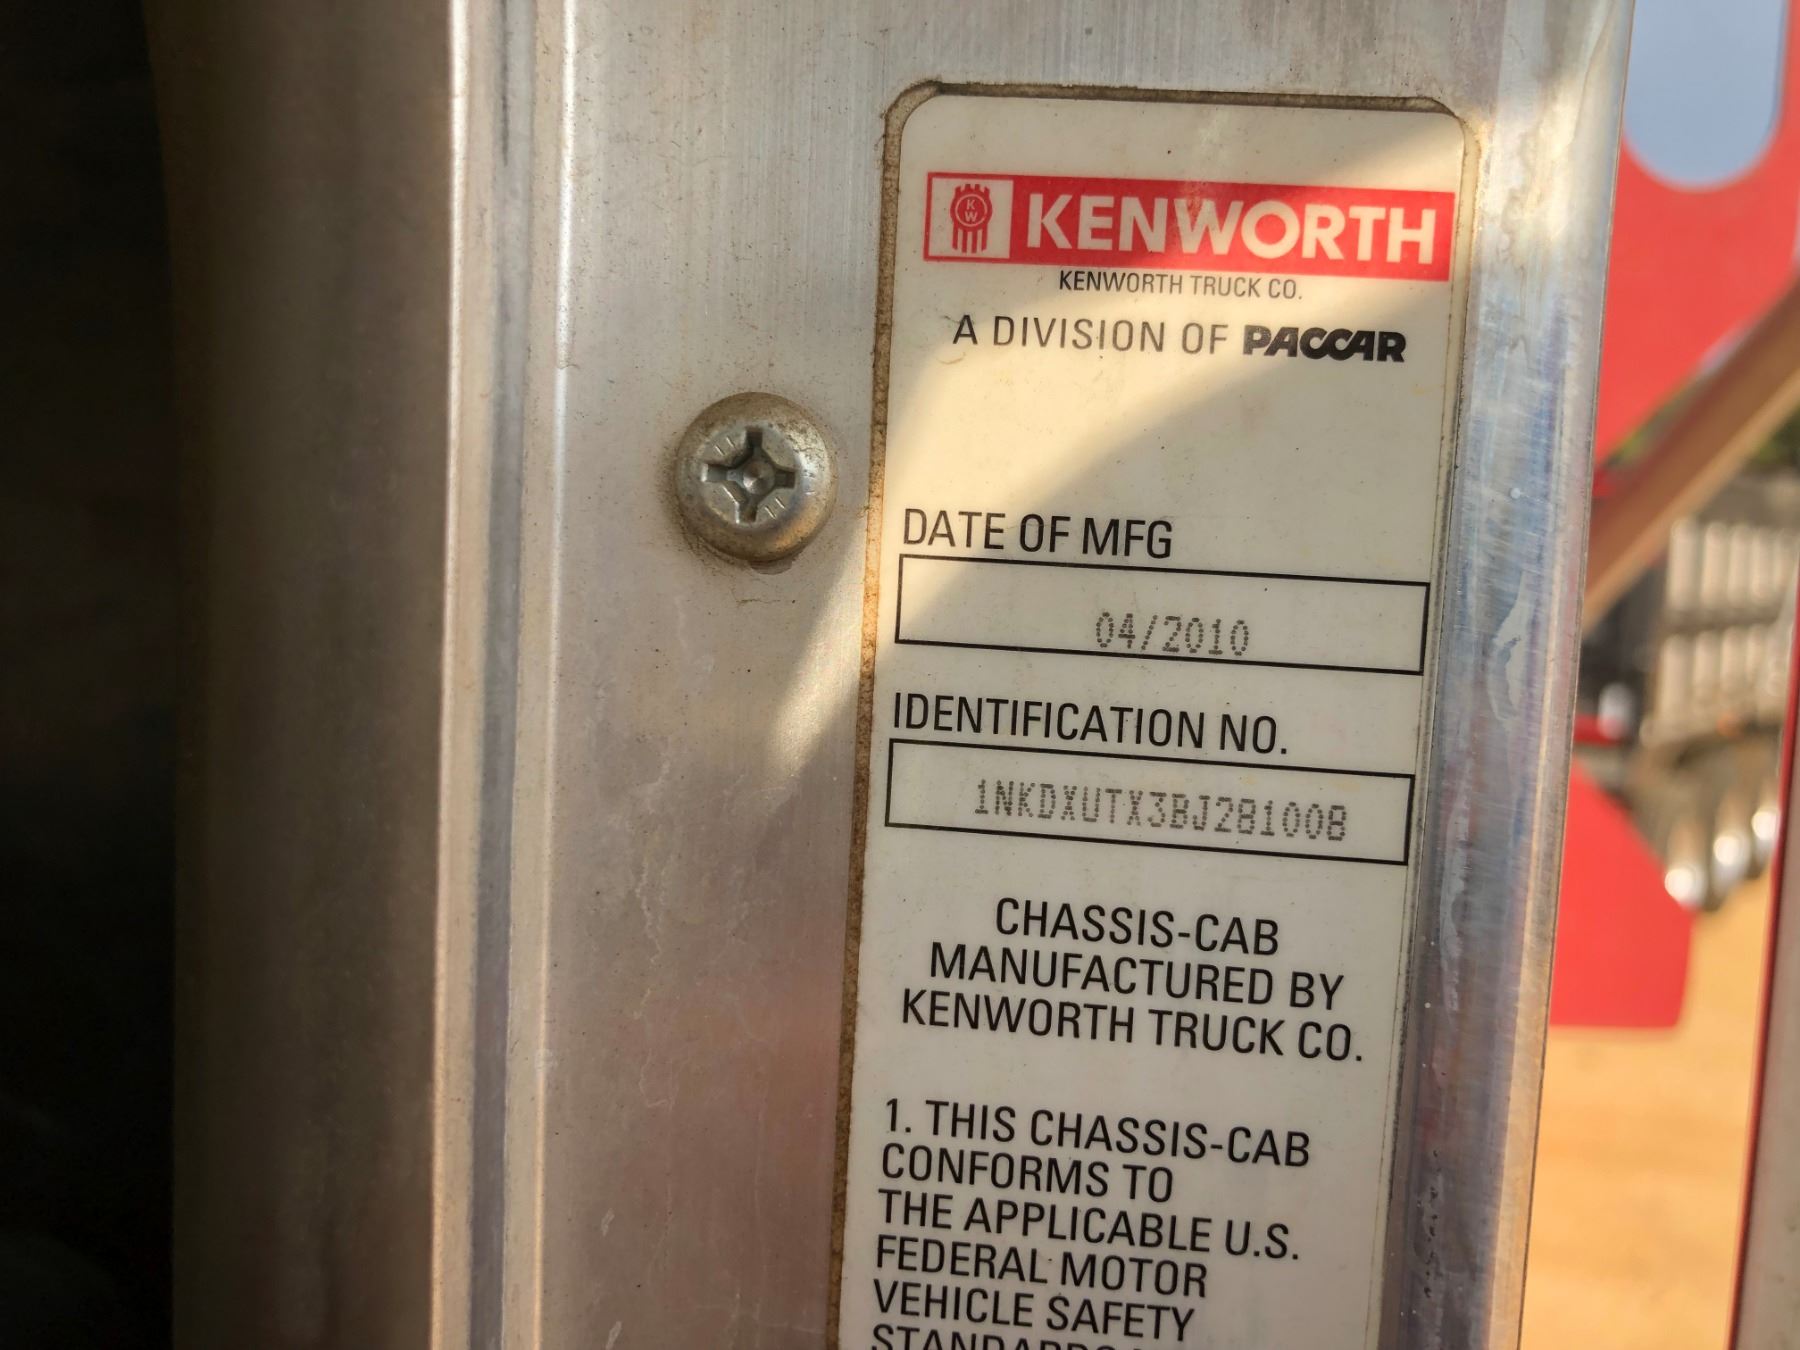 KW KENWORTH
KENWORTH TRUCK CO.
A DIVISION OF PACCAR
DATE OF MFG
04/2010
IDENTIFICATION NO.
1NKDXUTX3BJ281008
CHASSIS-CAB
MANUFACTURED BY
KENWORTH TRUCK CO.
1. THIS CHASSIS-CAB
CONFORMS TO
THE APPLICABLE U.S.
FEDERAL MOTOR
VEHICLE SAFETY